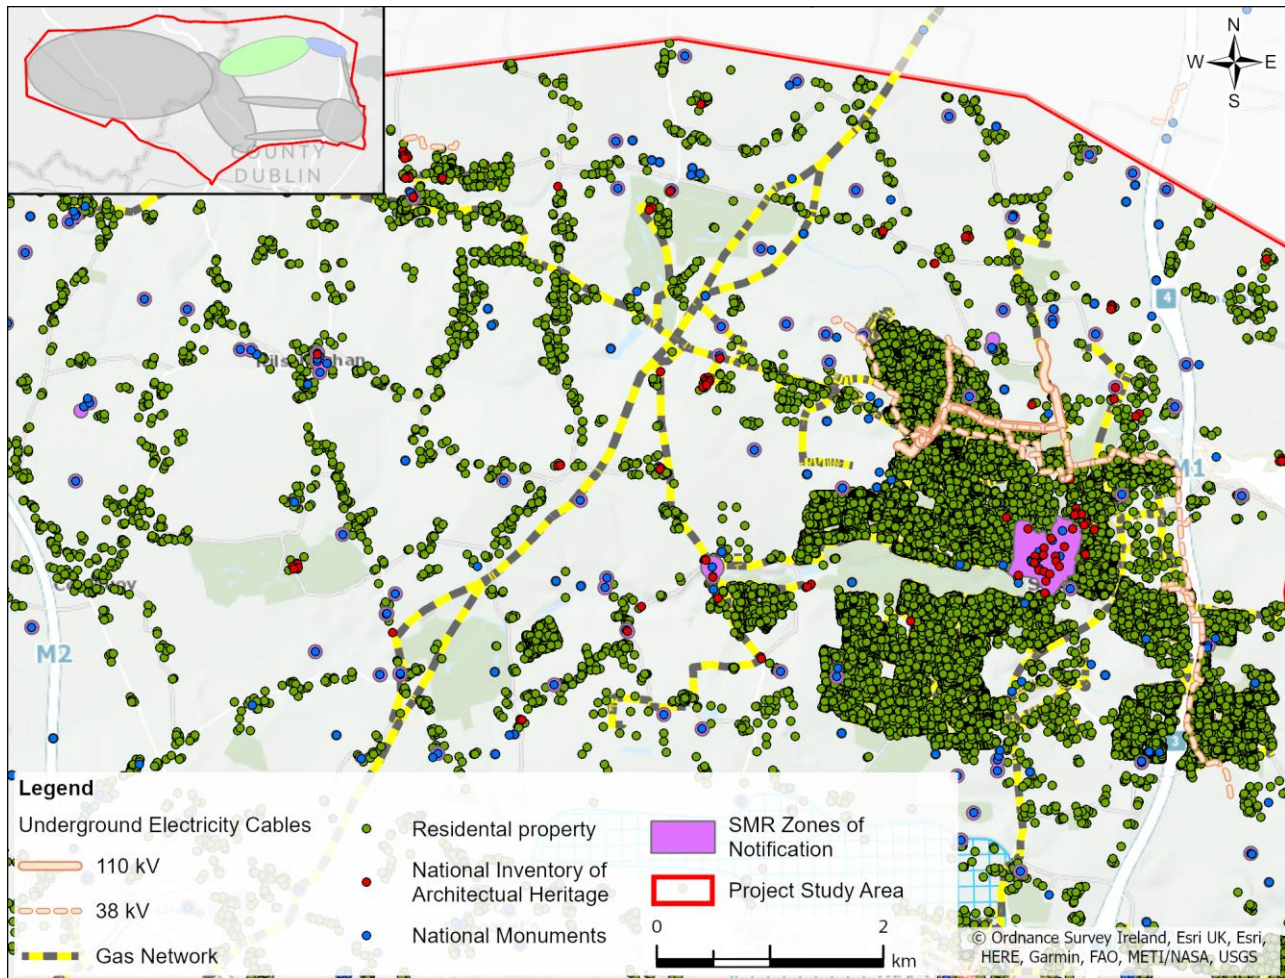 COUNTY
DUBLIN
N
W E
S
4
M1
M2
3
Legend
Underground Electricity Cables
110 kV
38 kV
Gas Network
Residental property
National Inventory of
Architectual Heritage
National Monuments
SMR Zones of
Notification
Project Study Area
0 2
km
© Ordnance Survey Ireland, Esri UK, Esri,
HERE, Garmin, FAO, METI/NASA, USGS